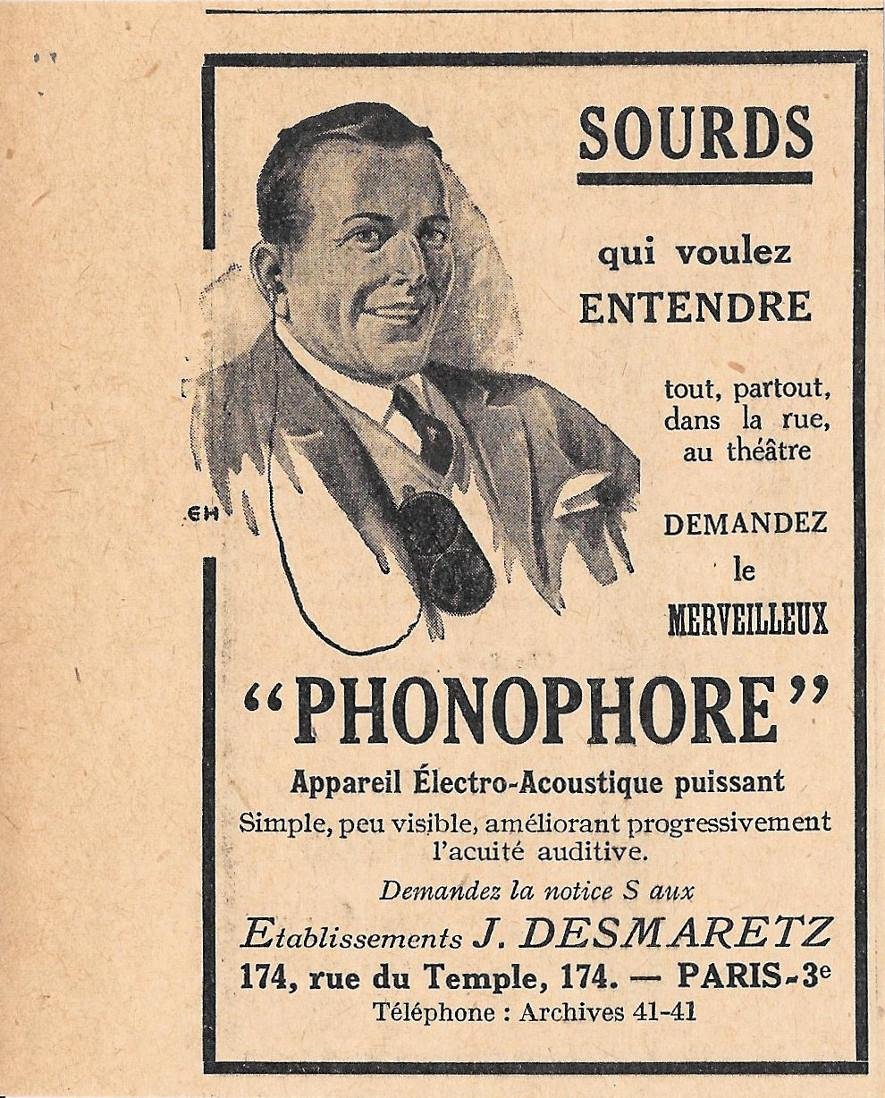 SOURDS
qui voulez
ENTENDRE
tout, partout,
dans la rue,
au théâtre
DEMANDEZ
le
MERVEILLEUX
EH
“PHONOPHORE”
Appareil Électro-Acoustique puissant
Simple, peu visible, améliorant progressivement
l'acuité auditive.
Demandez la notice S aux
Etablissements J. DESMARETZ
174, rue du Temple, 174. — PARIS-3e
Téléphone : Archives 41-41